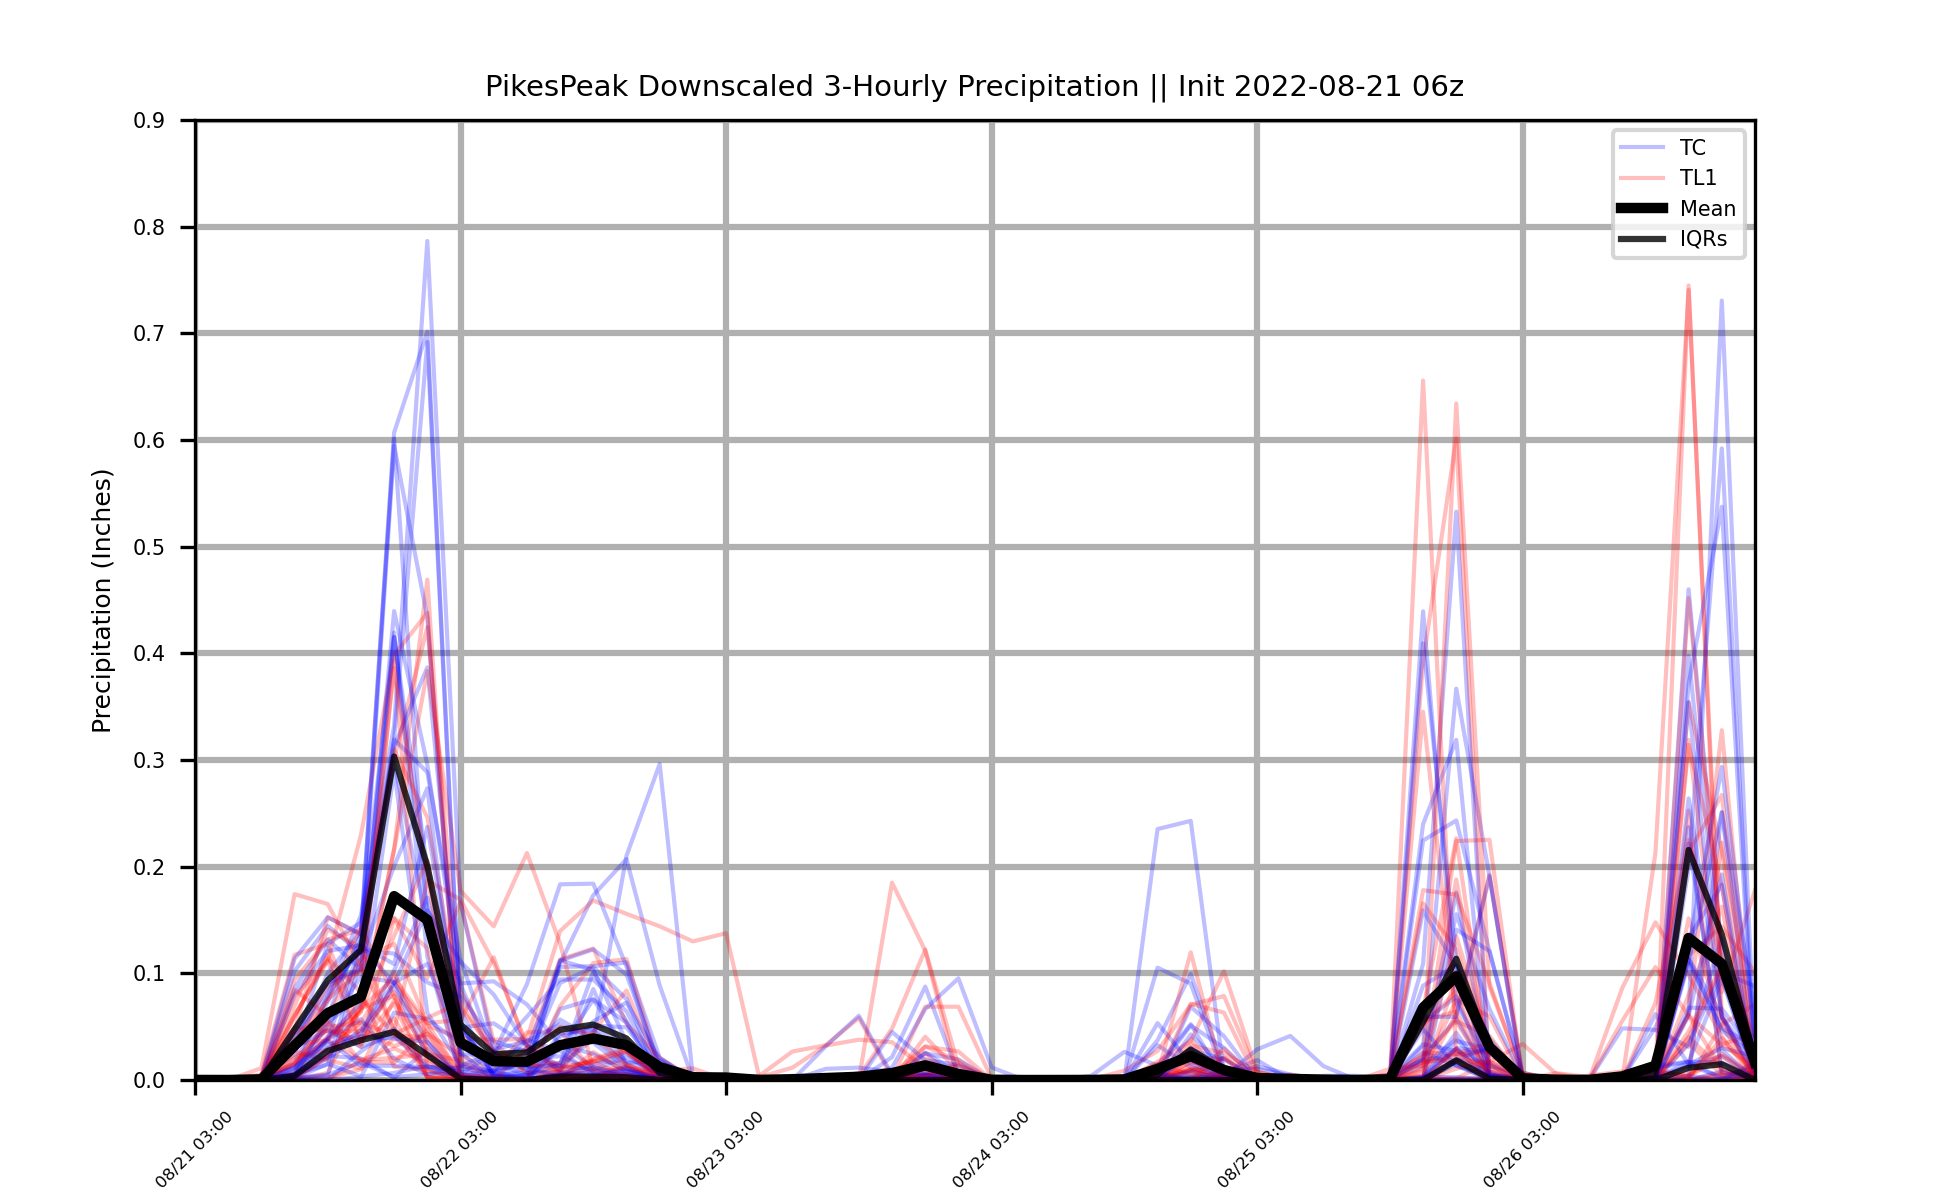 PikesPeak Downscaled 3-Hourly Precipitation || Init 2022-08-21 06z
0.9
0.8
0.7
0.6
0.5
0.4
0.3
0.2
0.1
0.0
Precipitation (Inches)
TC
TL1
Mean
IQRs
08/21 03:00
08/22 03:00
08/23 03:00
08/24 03:00
08/25 03:00
08/26 03:00